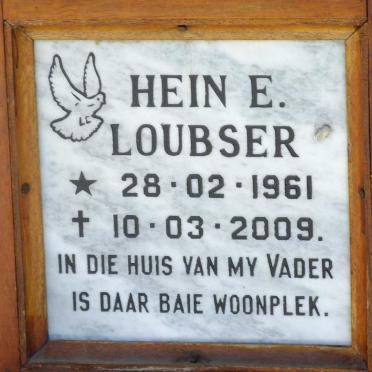 HEIN E.
LOUBSER
★ 28·02·1961
✝ 10·03·2009.
IN DIE HUIS VAN MY VADER
IS DAAR BAIE WOONPLEK.